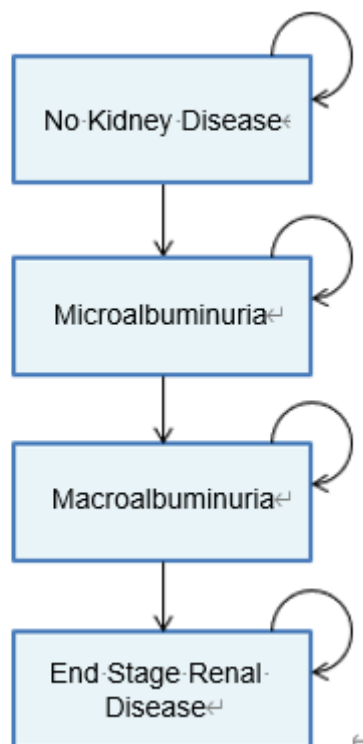 No Kidney Disease
Microalbuminuria
Macroalbuminuria
End Stage Renal
Disease